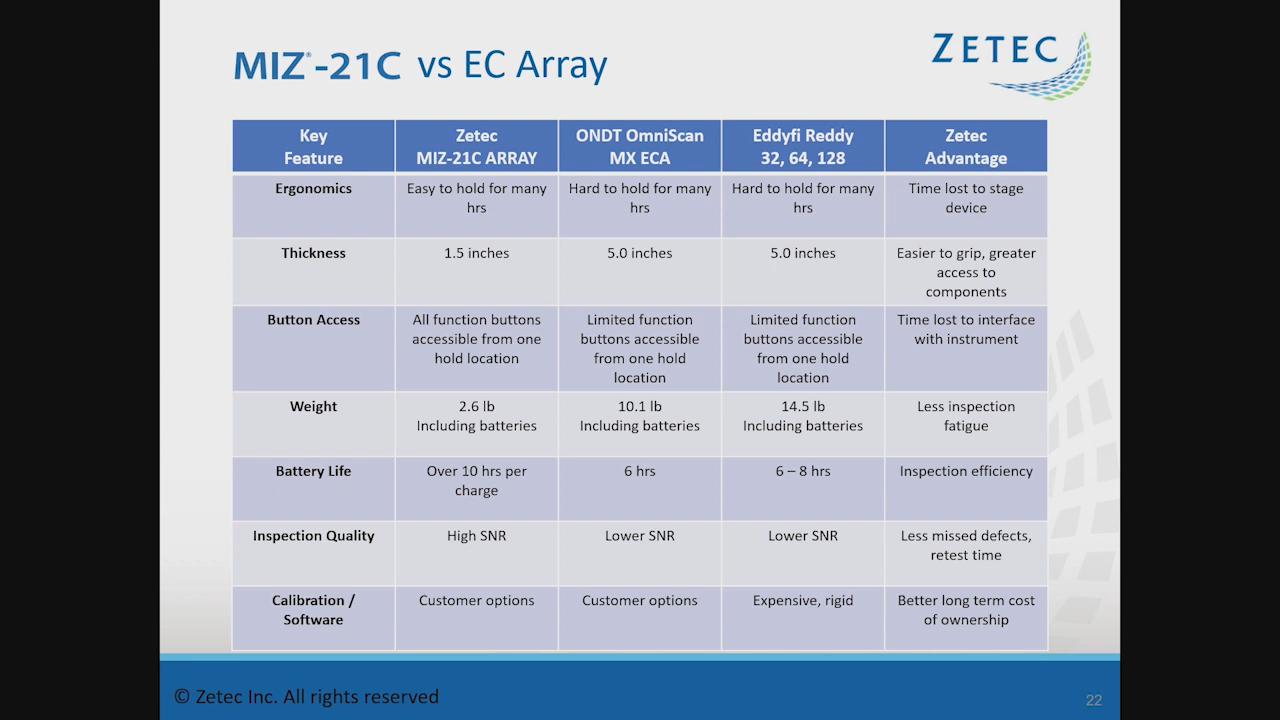 MIZ®-21C vs EC Array
ZETEC
Key
Feature
Zetec
MIZ-21C ARRAY
ONDT OmniScan
MX ECA
Eddyfi Reddy
32, 64, 128
Zetec
Advantage
Ergonomics
Easy to hold for many
hrs
Hard to hold for many
hrs
Hard to hold for many
hrs
Time lost to stage
device
Thickness
1.5 inches
5.0 inches
5.0 inches
Easier to grip, greater
access to
components
Button Access
All function buttons
accessible from one
hold location
Limited function
buttons accessible
from one hold
location
Limited function
buttons accessible
from one hold
location
Time lost to interface
with instrument
Weight
2.6 lb
Including batteries
10.1 lb
Including batteries
14.5 lb
Including batteries
Less inspection
fatigue
Battery Life
Over 10 hrs per
charge
6 hrs
6 – 8 hrs
Inspection efficiency
Inspection Quality
High SNR
Lower SNR
Lower SNR
Less missed defects,
retest time
Calibration /
Software
Customer options
Customer options
Expensive, rigid
Better long term cost
of ownership
© Zetec Inc. All rights reserved
22